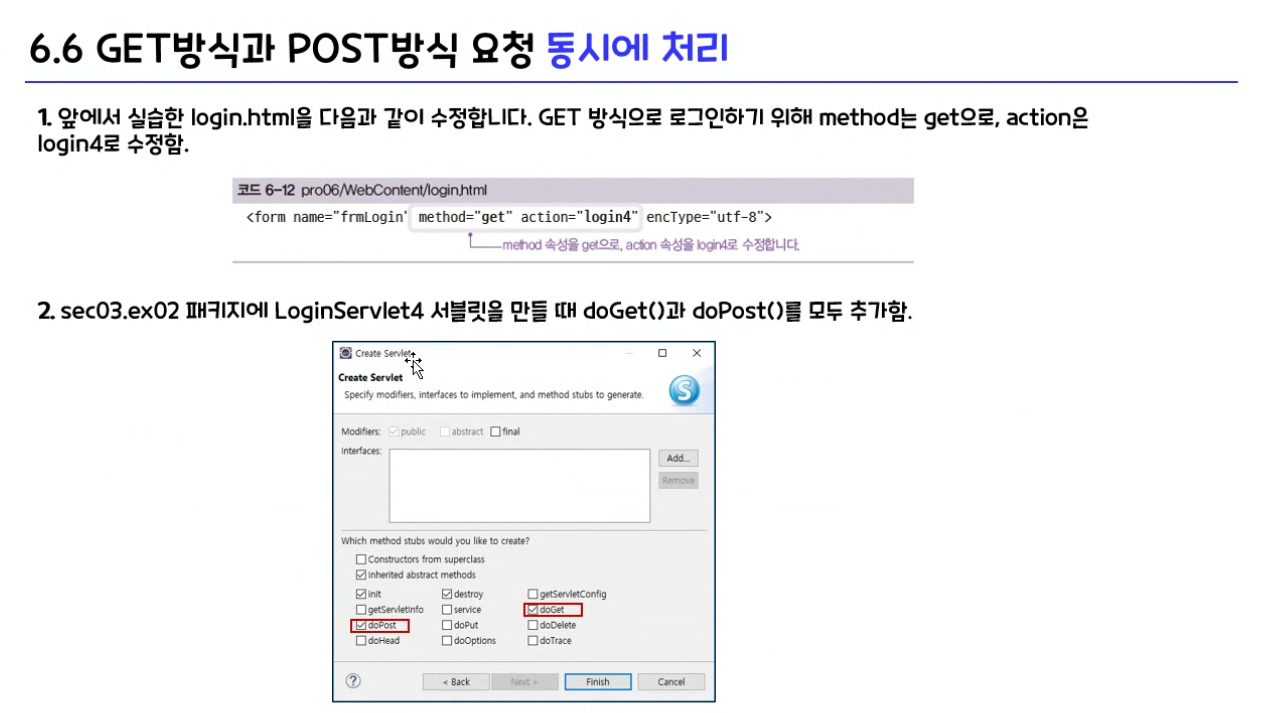 6.6 GET방식과 POST방식 요청 동시에 처리
1. 앞에서 실습한 login.html을 다음과 같이 수정합니다. GET 방식으로 로그인하기 위해 method는 get으로, action은
login4로 수정함.
코드 6-12 pro06/WebContent/login.html
<form name="frmLogin" method="get" action="login4" encType="utf-8">
method 속성을 get으로, action 속성을 login4로 수정합니다.
2. sec03.ex02 패키지에 LoginServlet4 서블릿을 만들 때 doGet()과 doPost()를 모두 추가함.
Create Servlet
Create Servlet
Specify modifiers, interfaces to implement, and method stubs to generate.
Modifiers: public abstract final
Interfaces:
Add...
Remove
Which method stubs would you like to create?
Constructors from superclass
Inherited abstract methods
init destroy getServletConfig
getServletInfo service doGet
doPost doPut doDelete
doHead doOptions doTrace
? < Back Next > Finish Cancel